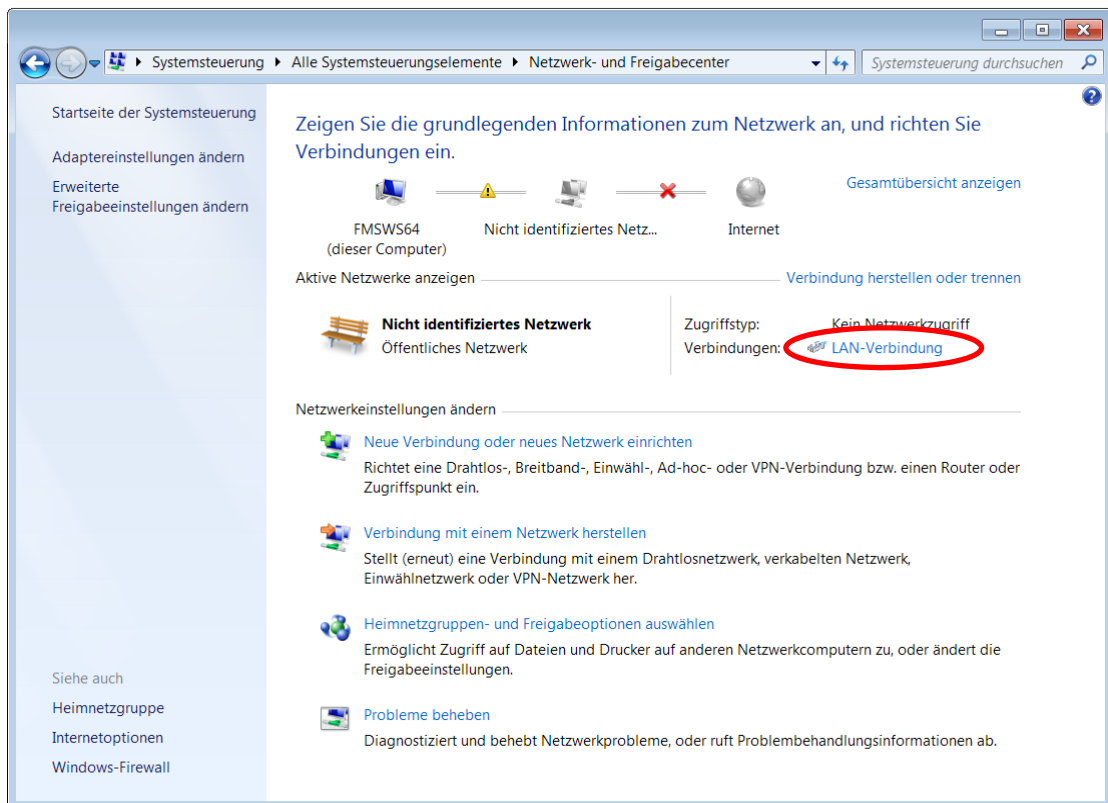 Systemsteuerung Alle Systemsteuerungselemente Netzwerk- und Freigabecenter Systemsteuerung durchsuchen
Startseite der Systemsteuerung
Adaptereinstellungen ändern
Erweiterte
Freigabeeinstellungen ändern
Zeigen Sie die grundlegenden Informationen zum Netzwerk an, und richten Sie
Verbindungen ein.
Gesamtübersicht anzeigen
FMSWS64 Nicht identifiziertes Netz... Internet
(dieser Computer)
Aktive Netzwerke anzeigen Verbindung herstellen oder trennen
Nicht identifiziertes Netzwerk Zugriffstyp: Kein Netzwerkzugriff
Öffentliches Netzwerk Verbindungen: LAN-Verbindung
Netzwerkeinstellungen ändern
Neue Verbindung oder neues Netzwerk einrichten
Richtet eine Drahtlos-, Breitband-, Einwähl-, Ad-hoc- oder VPN-Verbindung bzw. einen Router oder
Zugriffspunkt ein.
Verbindung mit einem Netzwerk herstellen
Stellt (erneut) eine Verbindung mit einem Drahtlosnetzwerk, verkabelten Netzwerk,
Einwählnetzwerk oder VPN-Netzwerk her.
Heimnetzgruppen- und Freigabeoptionen auswählen
Ermöglicht Zugriff auf Dateien und Drucker auf anderen Netzwerkcomputern zu, oder ändert die
Freigabeeinstellungen.
Probleme beheben
Diagnostiziert und behebt Netzwerkprobleme, oder ruft Problembehandlungsinformationen ab.
Siehe auch
Heimnetzgruppe
Internetoptionen
Windows-Firewall